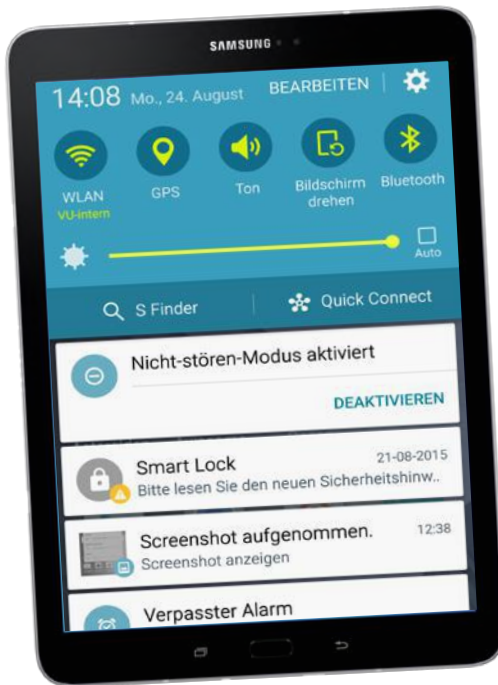 SAMSUNG
14:08 Mo., 24. August BEARBEITEN
WLAN
VU-intern
GPS
Ton
Bildschirm
drehen
Bluetooth
Auto
S Finder
Quick Connect
Nicht-stören-Modus aktiviert
DEAKTIVIEREN
Smart Lock 21-08-2015
Bitte lesen Sie den neuen Sicherheitshinw..
Screenshot aufgenommen. 12:38
Screenshot anzeigen
Verpasster Alarm